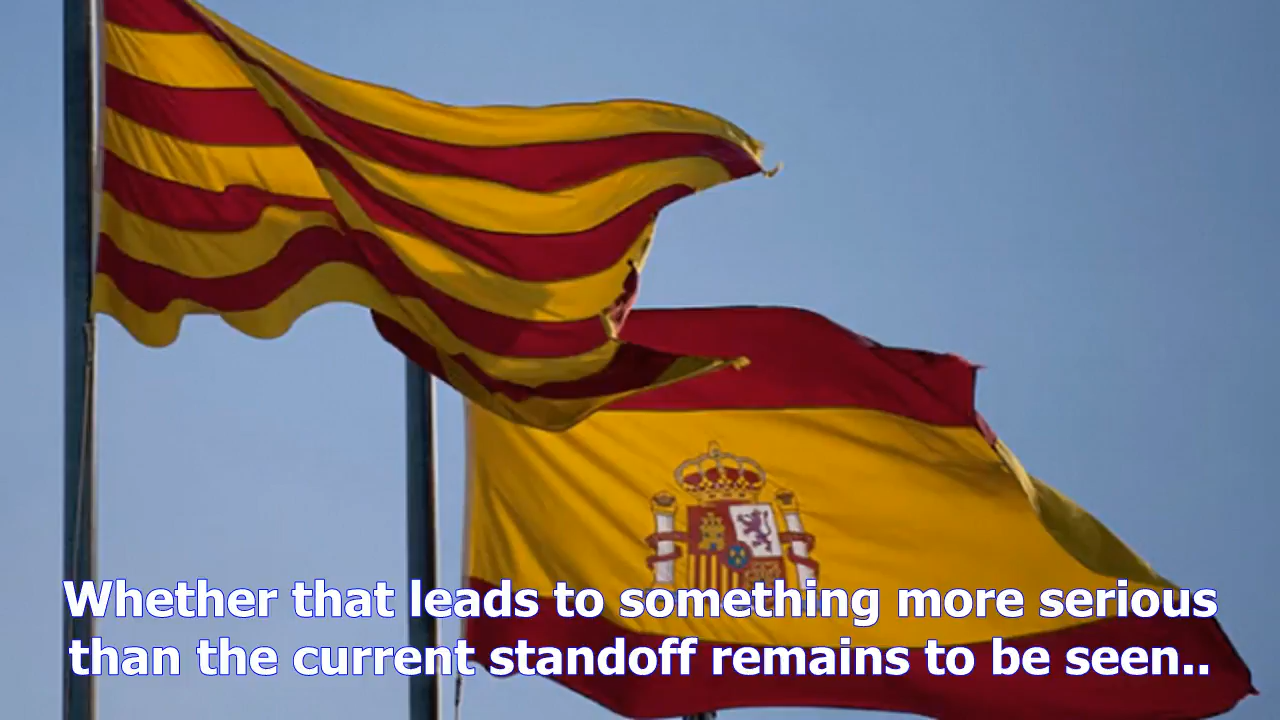 Whether that leads to something more serious
than the current standoff remains to be seen..